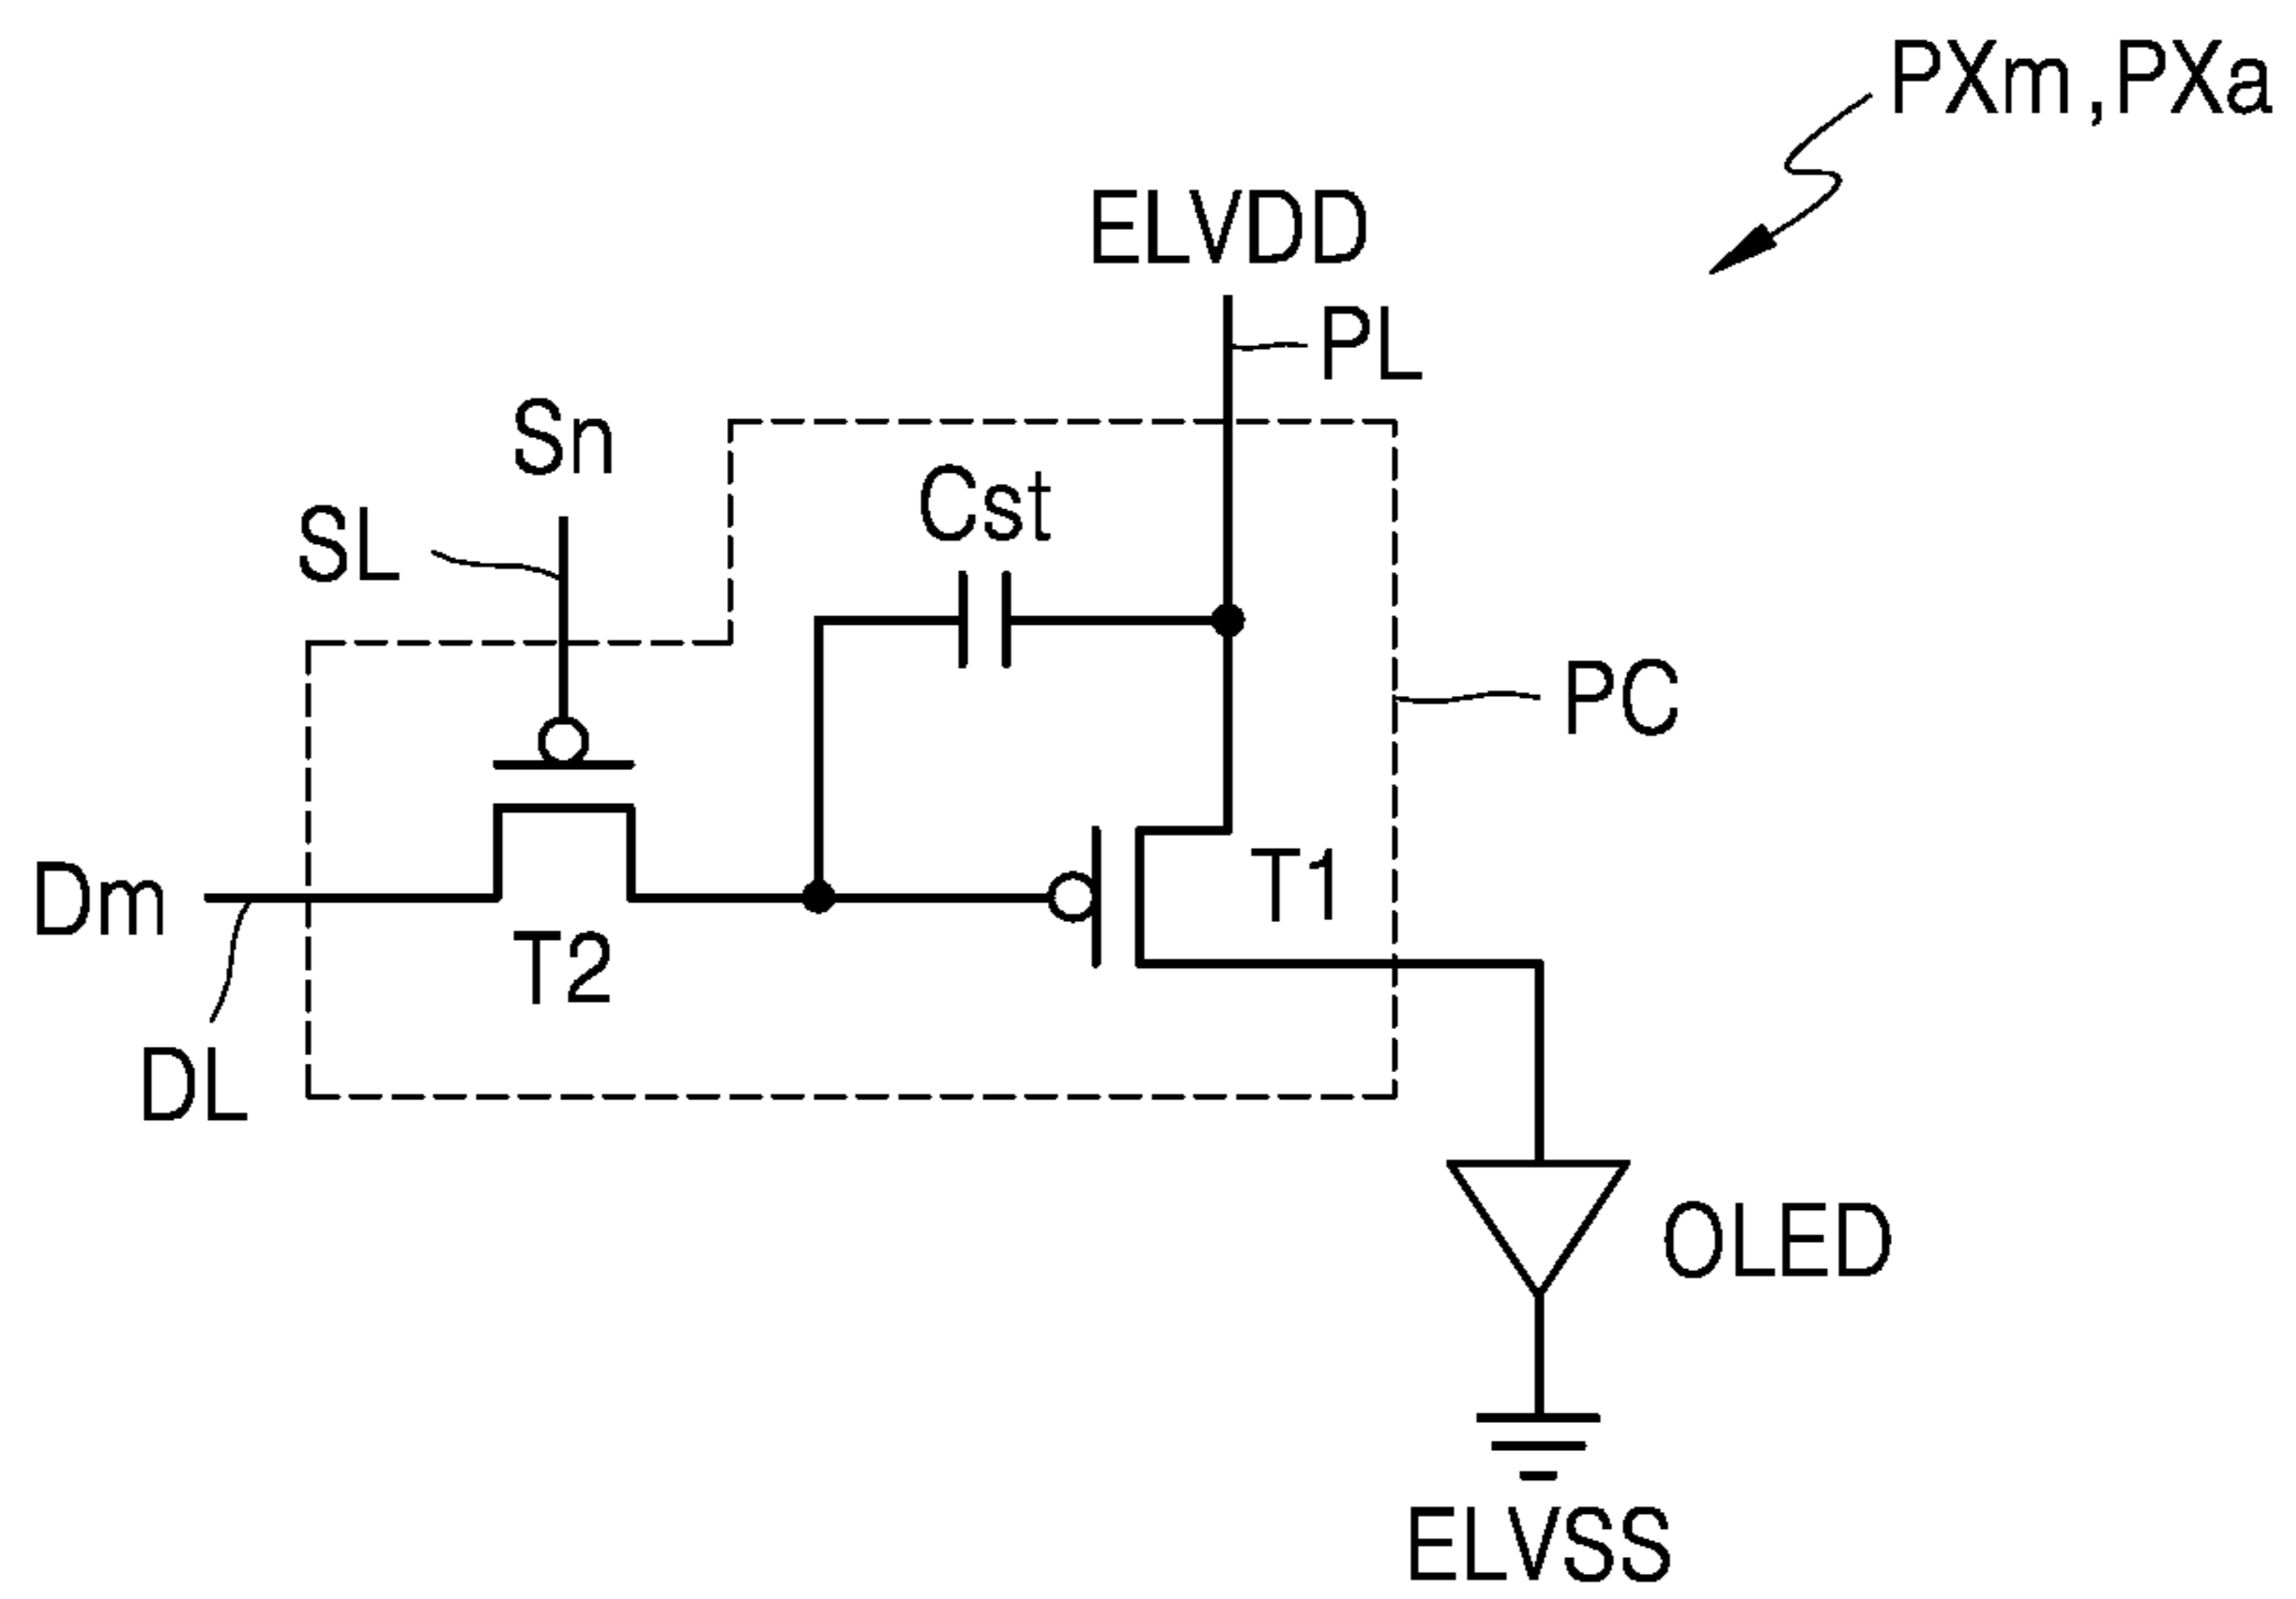 PXm,PXa
ELVDD
PL
Sn
Cst
SL
PC
T1
Dm
T2
DL
OLED
ELVSS